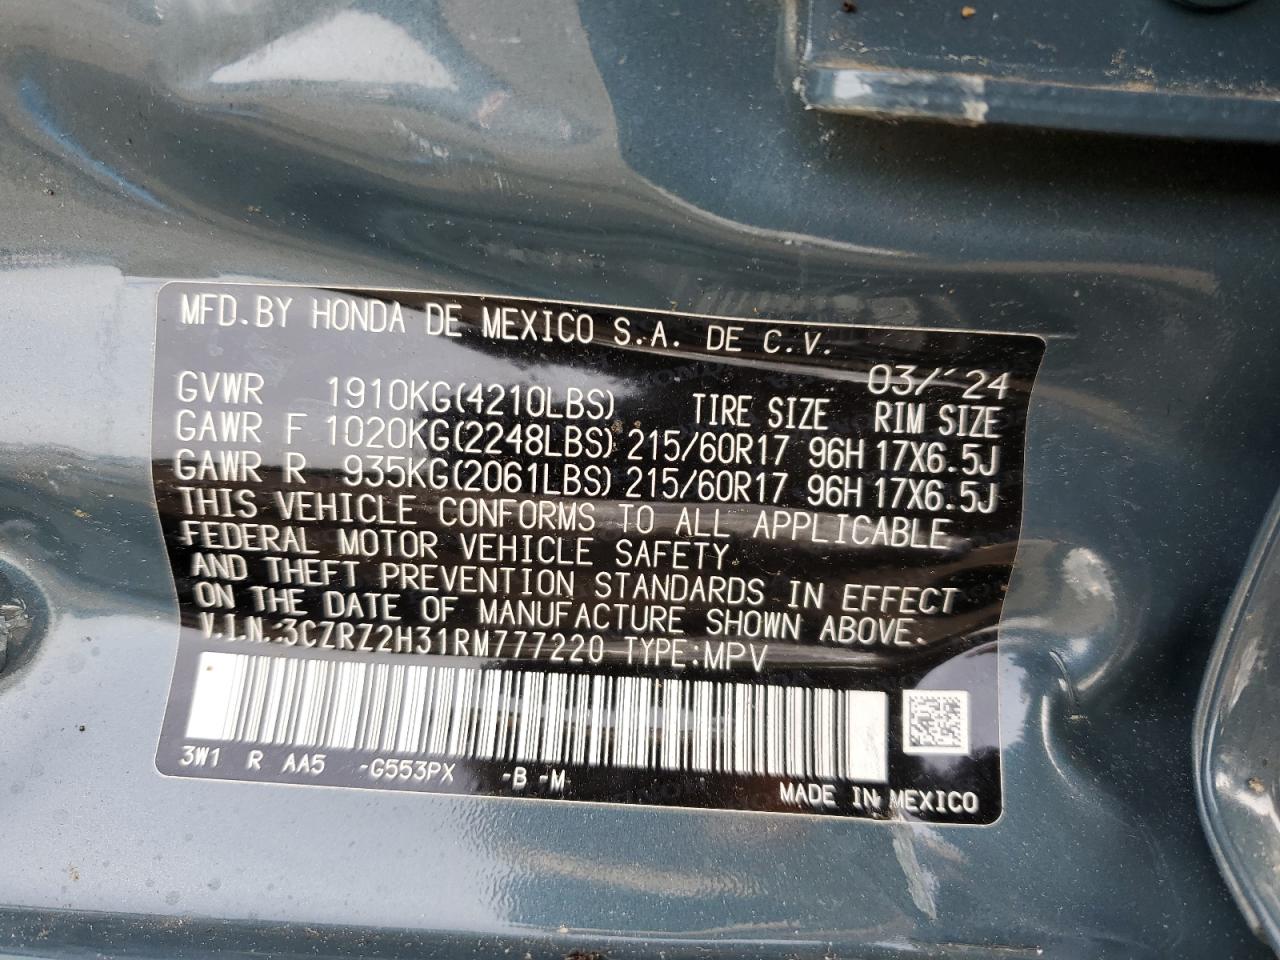 MFD.BY HONDA DE MEXICO S.A. DE C.V.
03/'24
GVWR 1910KG(4210LBS) TIRE SIZE RIM SIZE
GAWR F 1020KG(2248LBS) 215/60R17 96H 17X6.5J
GAWR R 935KG(2061LBS) 215/60R17 96H 17X6.5J
THIS VEHICLE CONFORMS TO ALL APPLICABLE
FEDERAL MOTOR VEHICLE SAFETY
AND THEFT PREVENTION STANDARDS IN EFFECT
ON THE DATE OF MANUFACTURE SHOWN ABOVE.
V.I.N.:3CZRZ2H31RM777220 TYPE:MPV
3W1 R AA5 -G553PX -B -M
MADE IN MEXICO